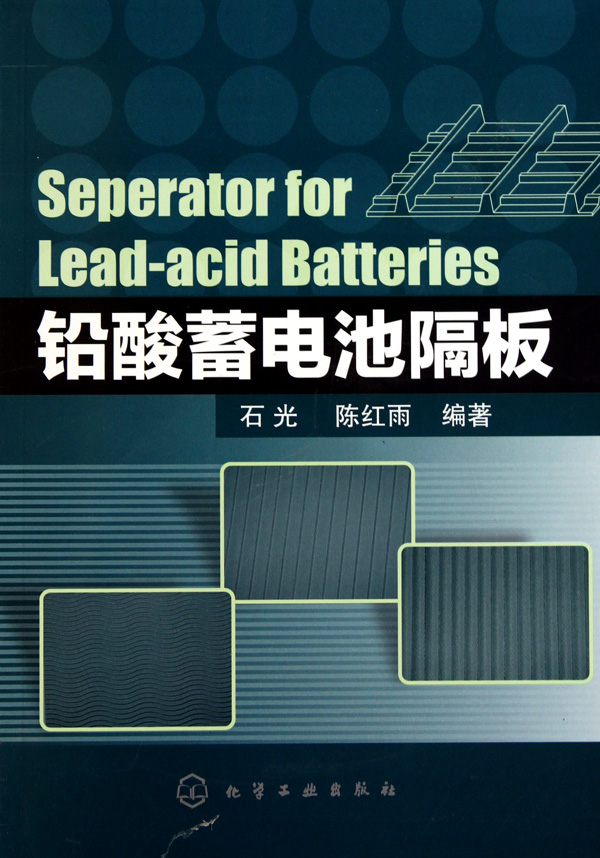 Seperator for
Lead-acid Batteries
铅酸蓄电池隔板
石光 陈红雨 编著
化学工业出版社